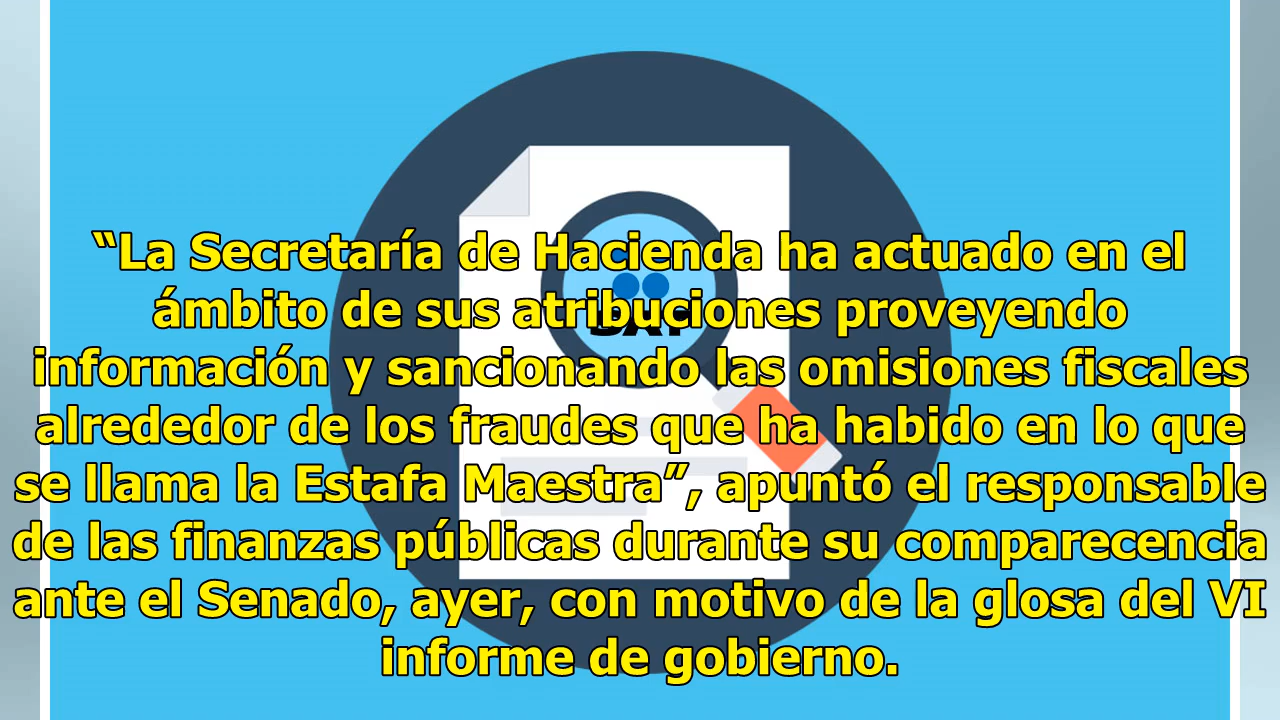 “La Secretaría de Hacienda ha actuado en el
ámbito de sus atribuciones proveyendo
información y sancionando las omisiones fiscales
alrededor de los fraudes que ha habido en lo que
se llama la Estafa Maestra”, apuntó el responsable
de las finanzas públicas durante su comparecencia
ante el Senado, ayer, con motivo de la glosa del VI
informe de gobierno.